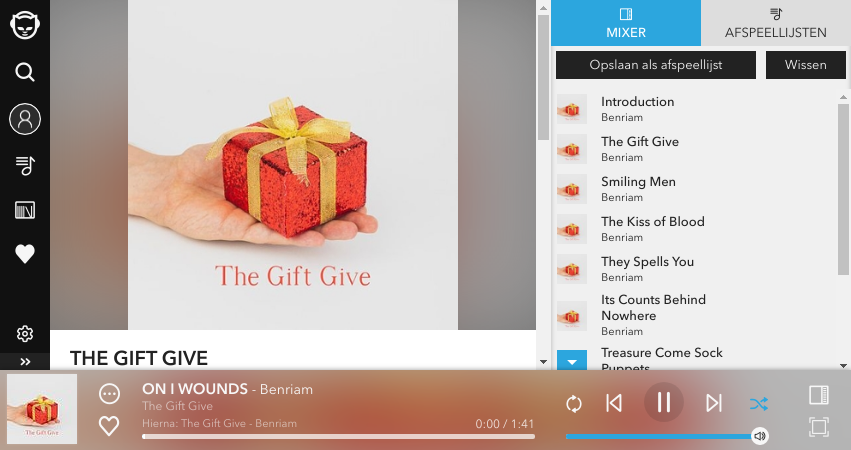 The Gift Give
THE GIFT GIVE
MIXER
AFSPEELLIJSTEN
Opslaan als afspeellijst
Wissen
Introduction
Benriam
The Gift Give
Benriam
Smiling Men
Benriam
The Kiss of Blood
Benriam
They Spells You
Benriam
Its Counts Behind
Nowhere
Benriam
Treasure Come Sock
Puppets
The Gift Give
ON I WOUNDS - Benriam
The Gift Give
Hierna: The Gift Give - Benriam
0:00 / 1:41